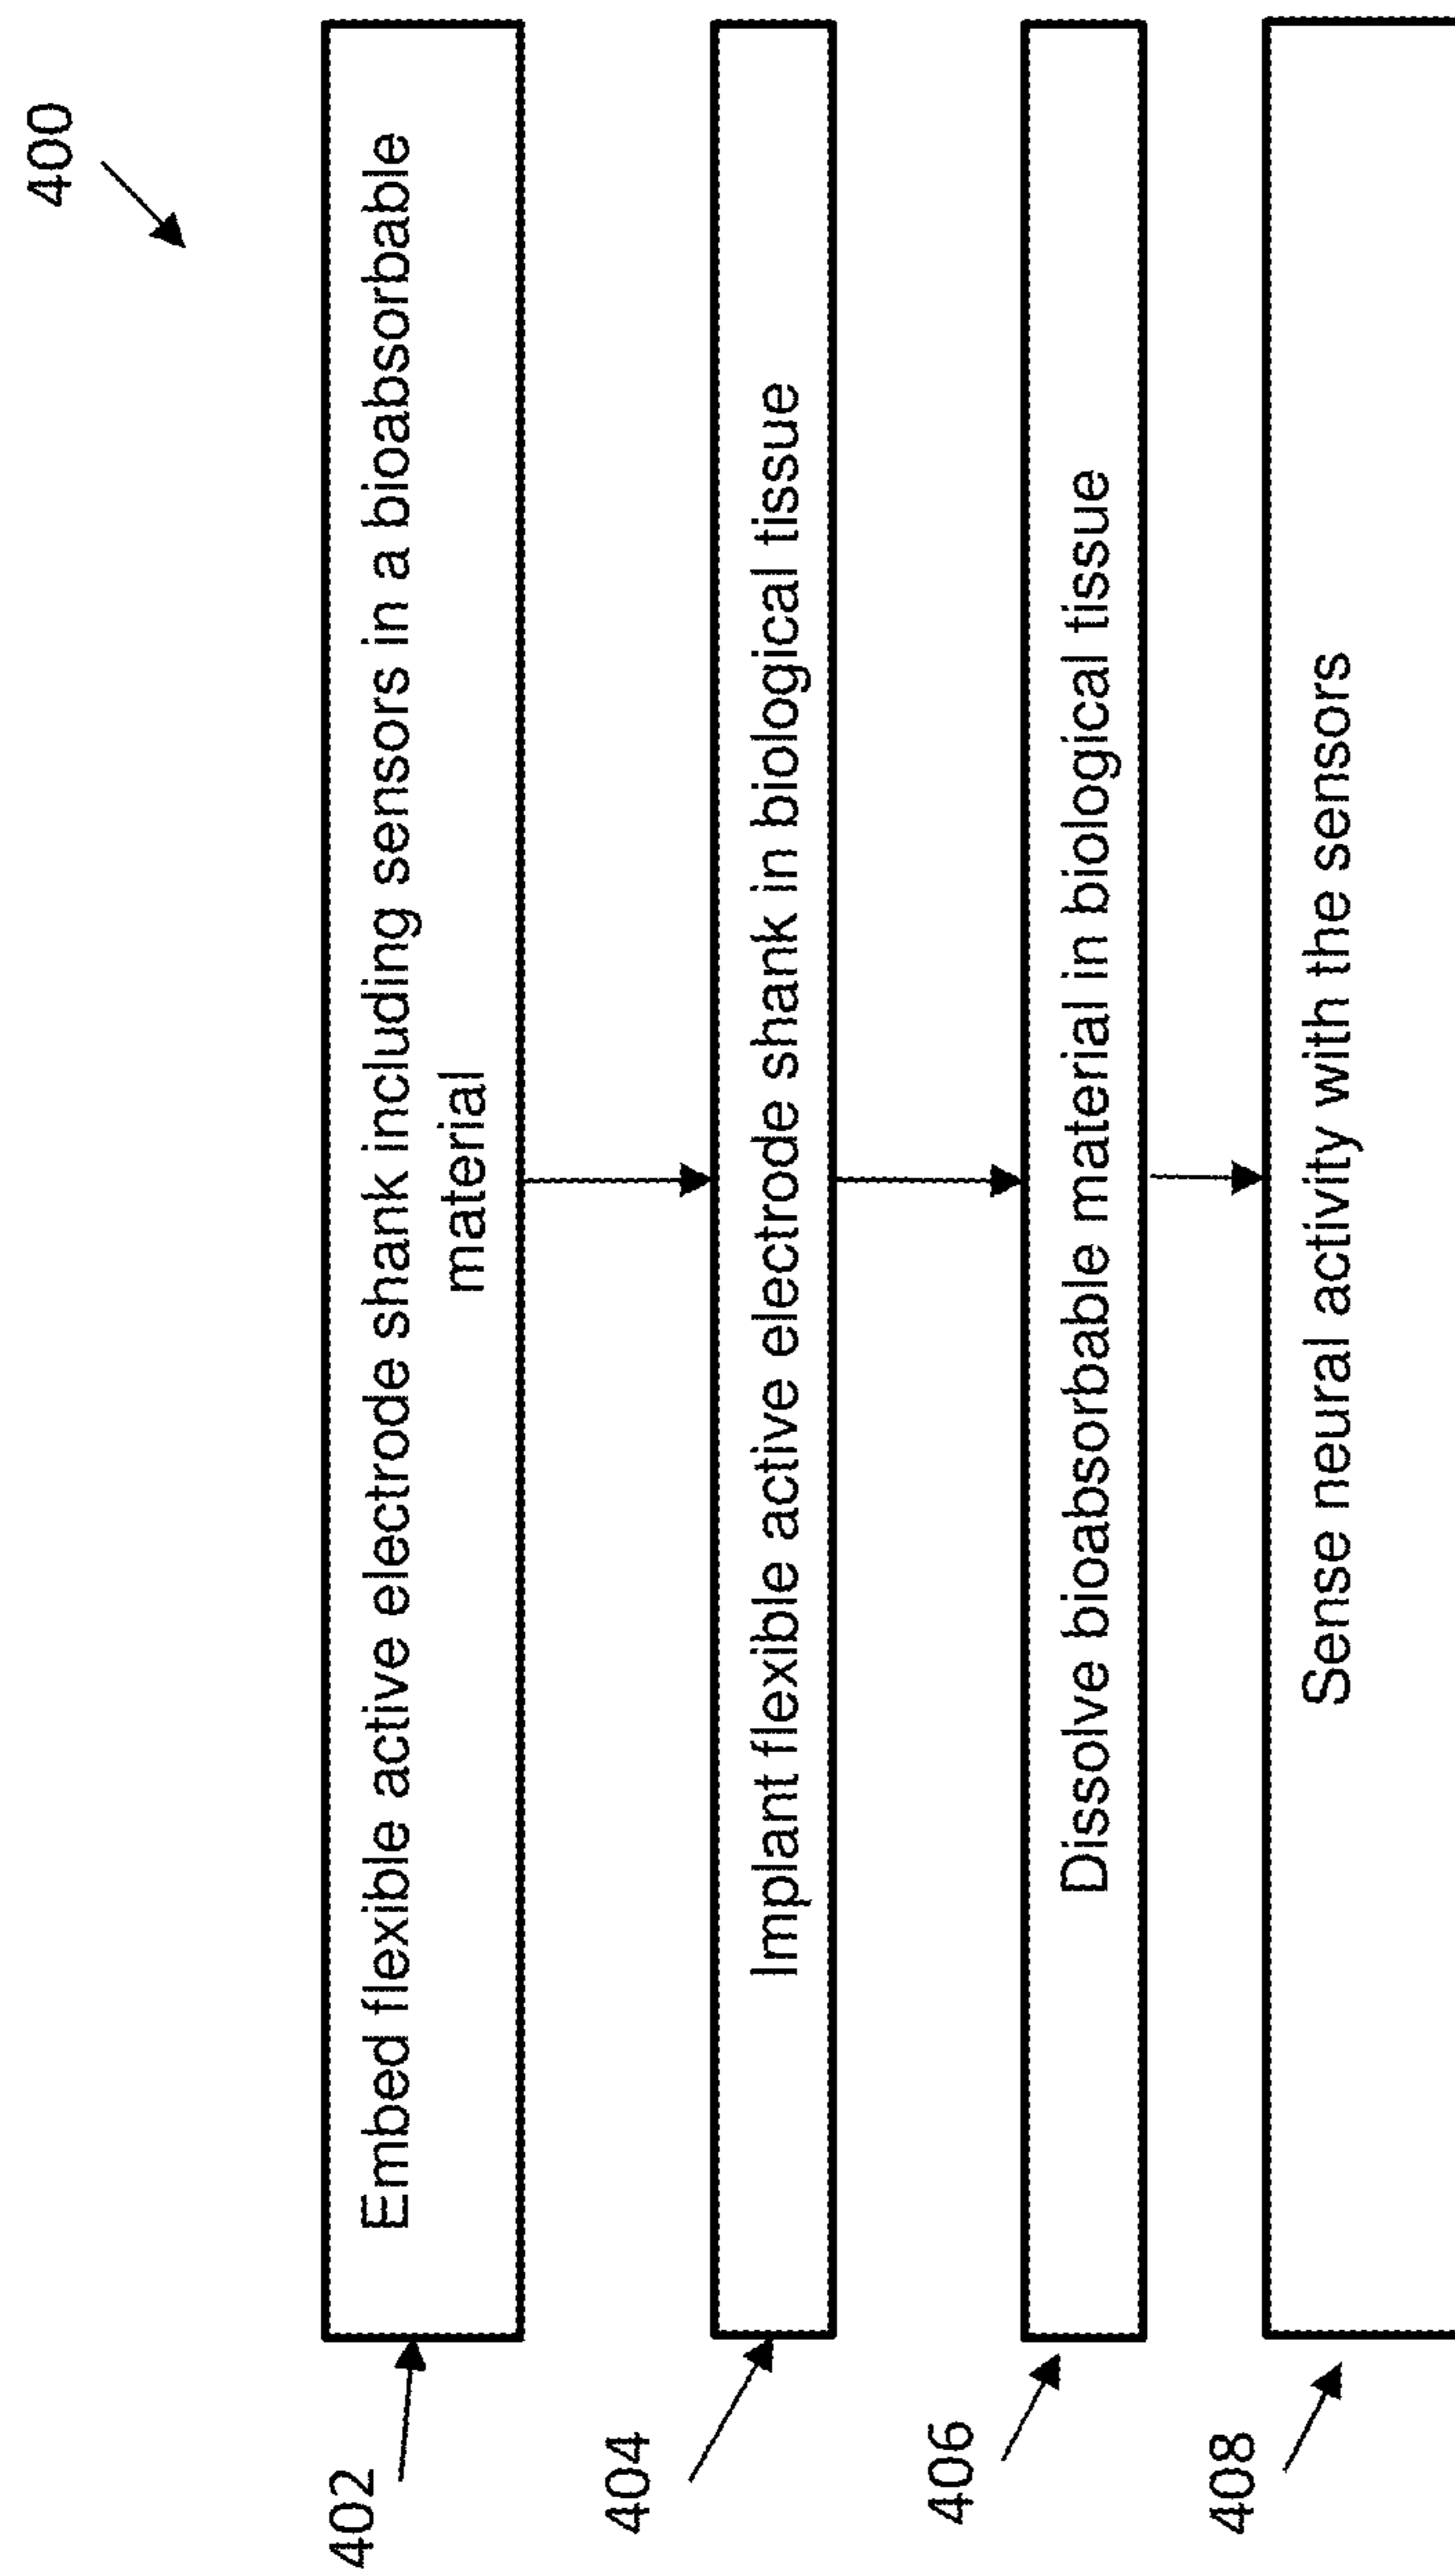 400
402
Embed flexible active electrode shank including sensors in a bioabsorbable
material
404
Implant flexible active electrode shank in biological tissue
406
Dissolve bioabsorbable material in biological tissue
408
Sense neural activity with the sensors